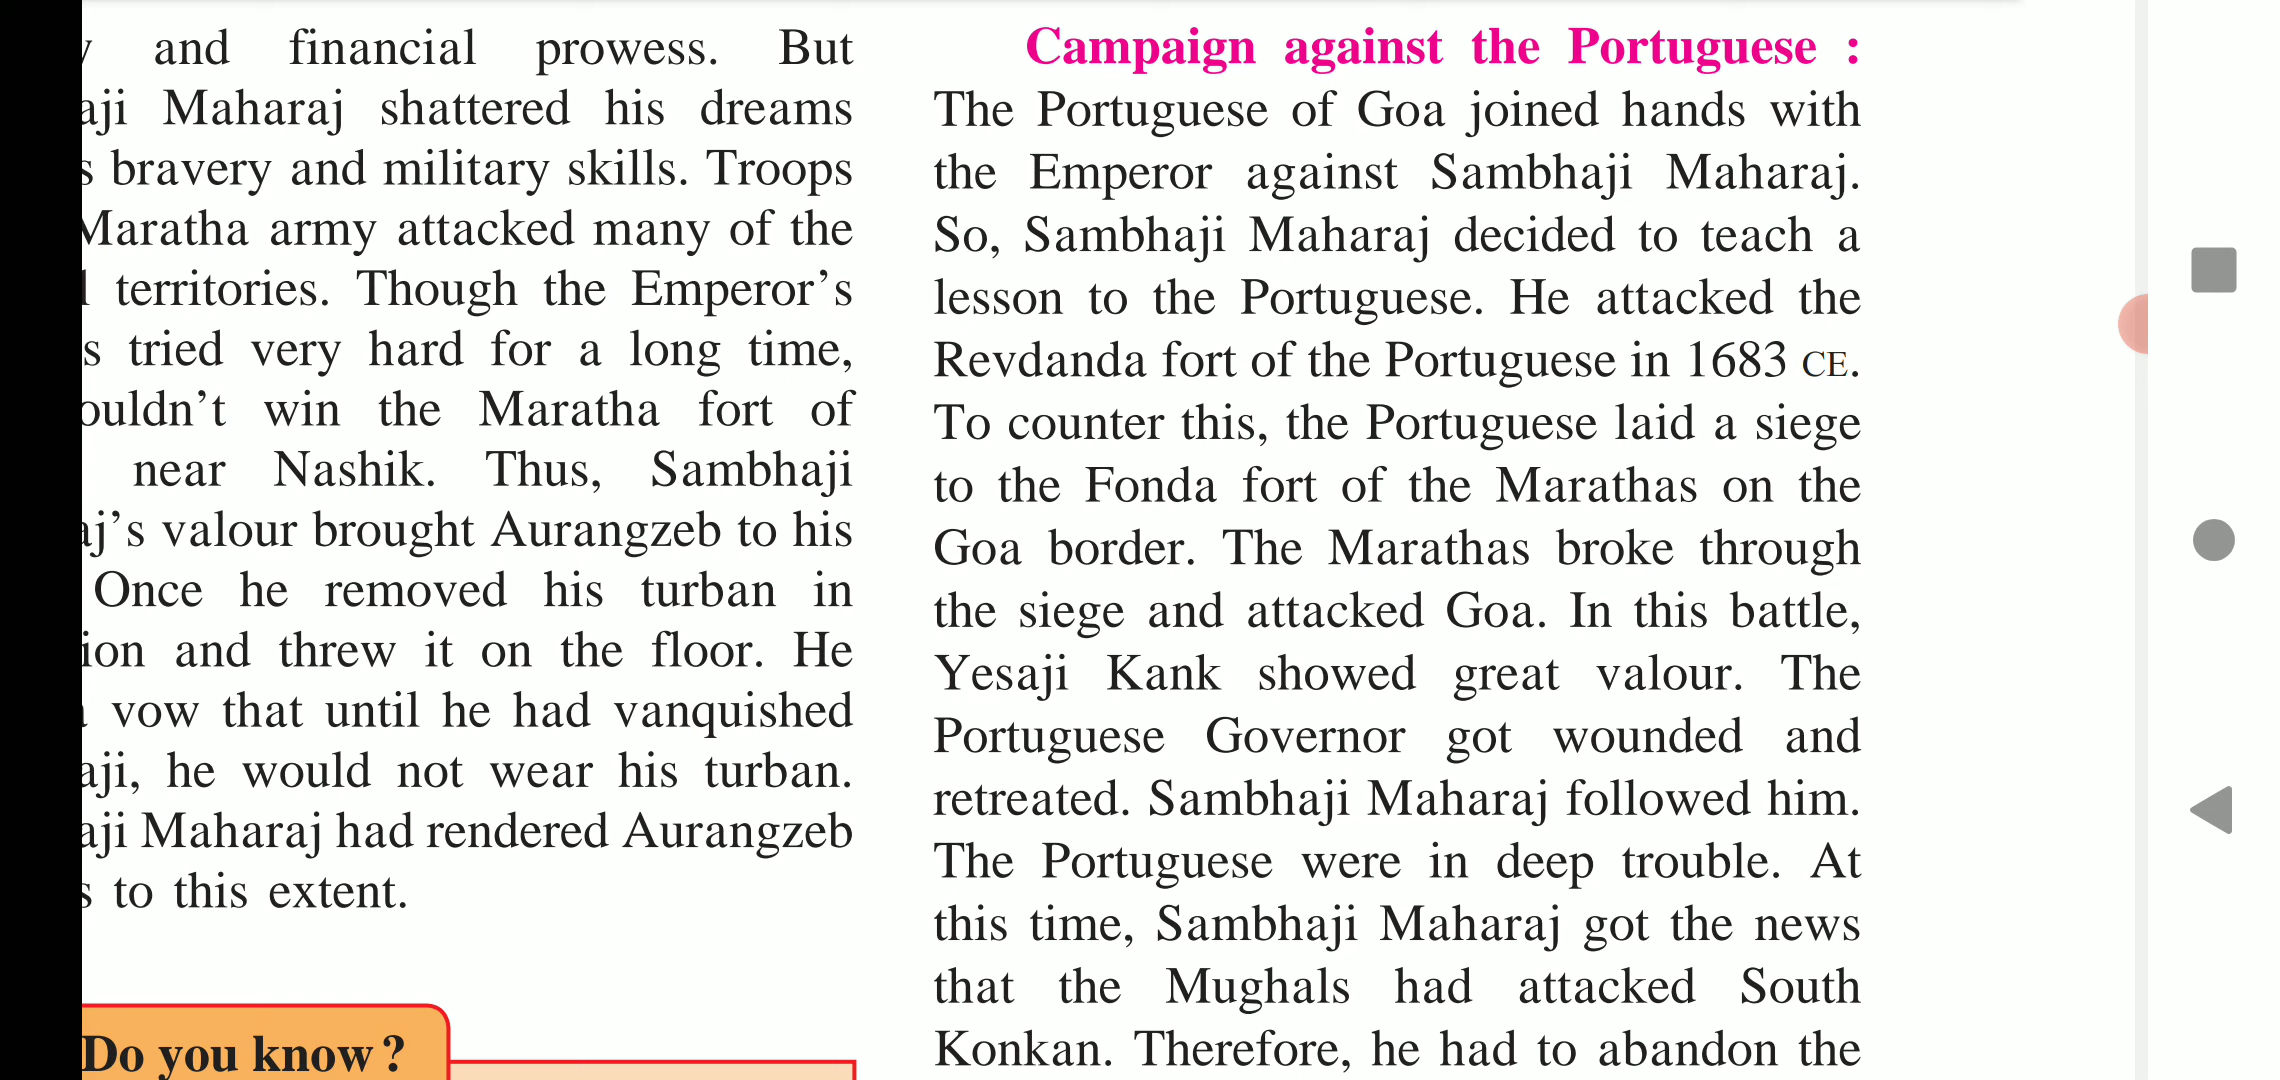 and financial prowess. But
Maharaj shattered his dreams
bravery and military skills. Troops
Maratha army attacked many of the
territories. Though the Emperor’s
tried very hard for a long time,
win the Maratha fort of
near Nashik. Thus, Sambhaji
valour brought Aurangzeb to his
Once he removed his turban in
and threw it on the floor. He
vow that until he had vanquished
he would not wear his turban.
Maharaj had rendered Aurangzeb
to this extent.
Do you know ?
Campaign against the Portuguese :
The Portuguese of Goa joined hands with
the Emperor against Sambhaji Maharaj.
So, Sambhaji Maharaj decided to teach a
lesson to the Portuguese. He attacked the
Revdanda fort of the Portuguese in 1683 CE.
To counter this, the Portuguese laid a siege
to the Fonda fort of the Marathas on the
Goa border. The Marathas broke through
the siege and attacked Goa. In this battle,
Yesaji Kank showed great valour. The
Portuguese Governor got wounded and
retreated. Sambhaji Maharaj followed him.
The Portuguese were in deep trouble. At
this time, Sambhaji Maharaj got the news
that the Mughals had attacked South
Konkan. Therefore, he had to abandon the